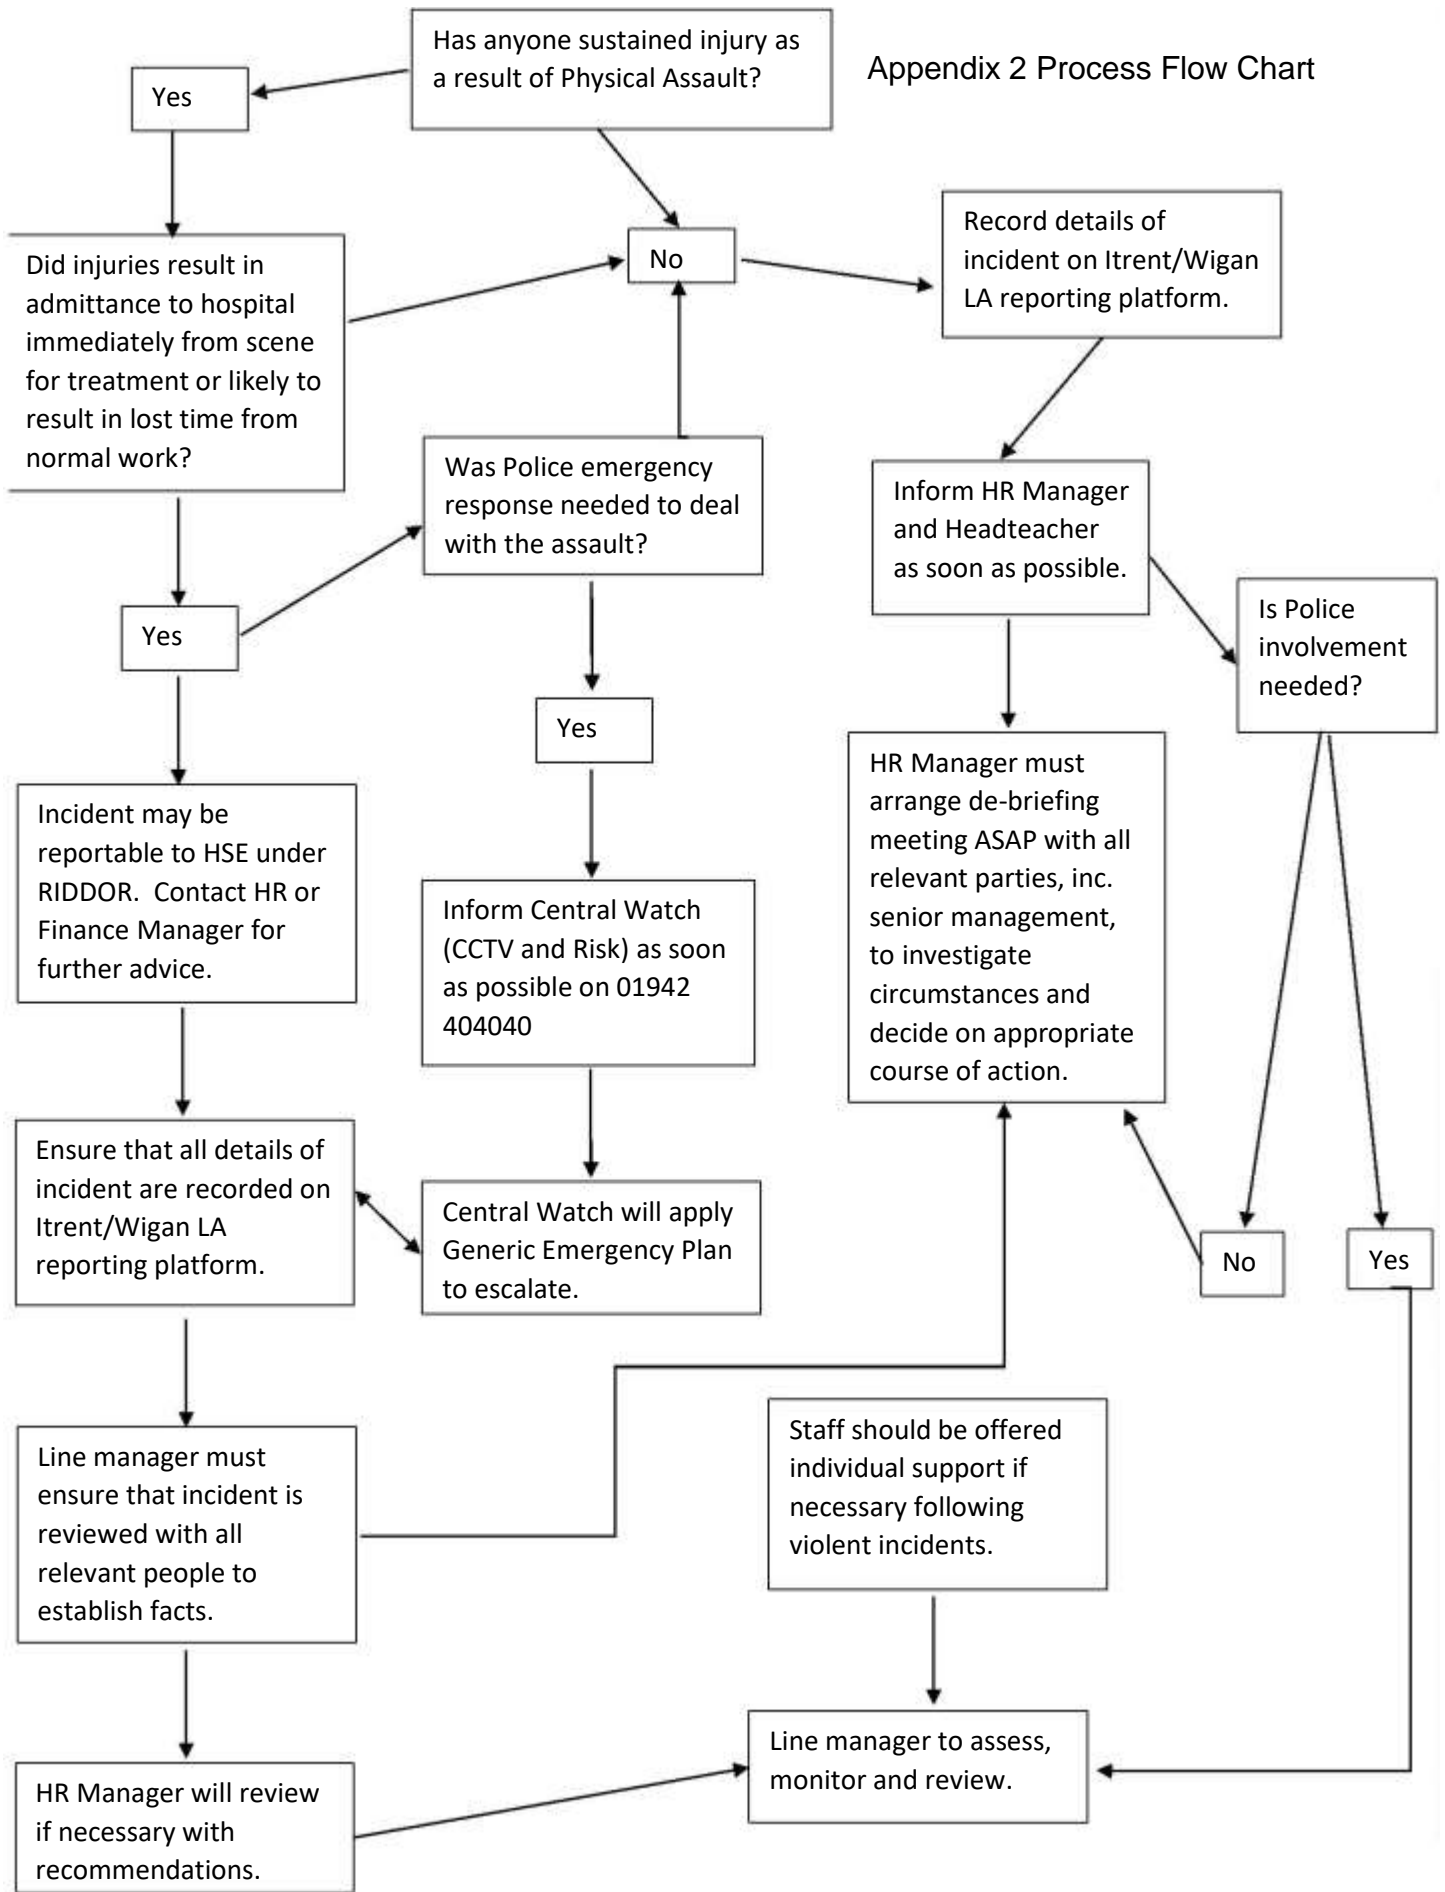 Appendix 2 Process Flow Chart
Has anyone sustained injury as
a result of Physical Assault?
Yes
No
Record details of
incident on Itrent/Wigan
LA reporting platform.
Did injuries result in
admittance to hospital
immediately from scene
for treatment or likely to
result in lost time from
normal work?
Was Police emergency
response needed to deal
with the assault?
Inform HR Manager
and Headteacher
as soon as possible.
Is Police
involvement
needed?
Yes
Yes
Incident may be
reportable to HSE under
RIDDOR.  Contact HR or
Finance Manager for
further advice.
Inform Central Watch
(CCTV and Risk) as soon
as possible on 01942
404040
HR Manager must
arrange de-briefing
meeting ASAP with all
relevant parties, inc.
senior management,
to investigate
circumstances and
decide on appropriate
course of action.
Ensure that all details of
incident are recorded on
Itrent/Wigan LA
reporting platform.
Central Watch will apply
Generic Emergency Plan
to escalate.
No
Yes
Line manager must
ensure that incident is
reviewed with all
relevant people to
establish facts.
Staff should be offered
individual support if
necessary following
violent incidents.
HR Manager will review
if necessary with
recommendations.
Line manager to assess,
monitor and review.